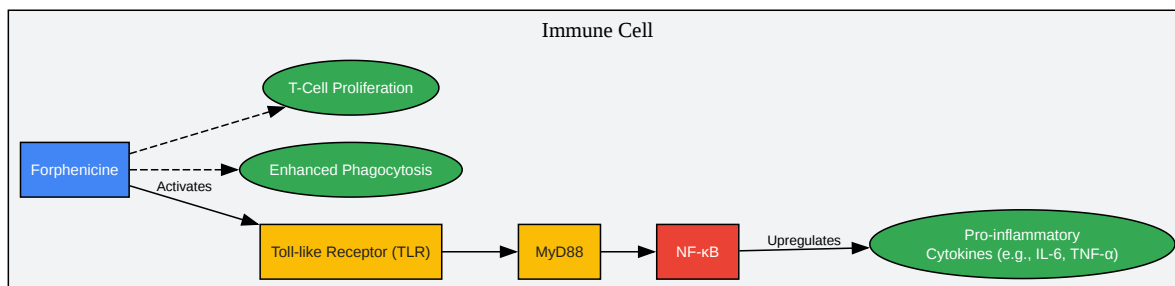 Immune Cell
T-Cell Proliferation
Forphenicine
Enhanced Phagocytosis
Activates
Toll-like Receptor (TLR)
MyD88
NF-κB
Upregulates
Pro-inflammatory
Cytokines (e.g., IL-6, TNF-α)